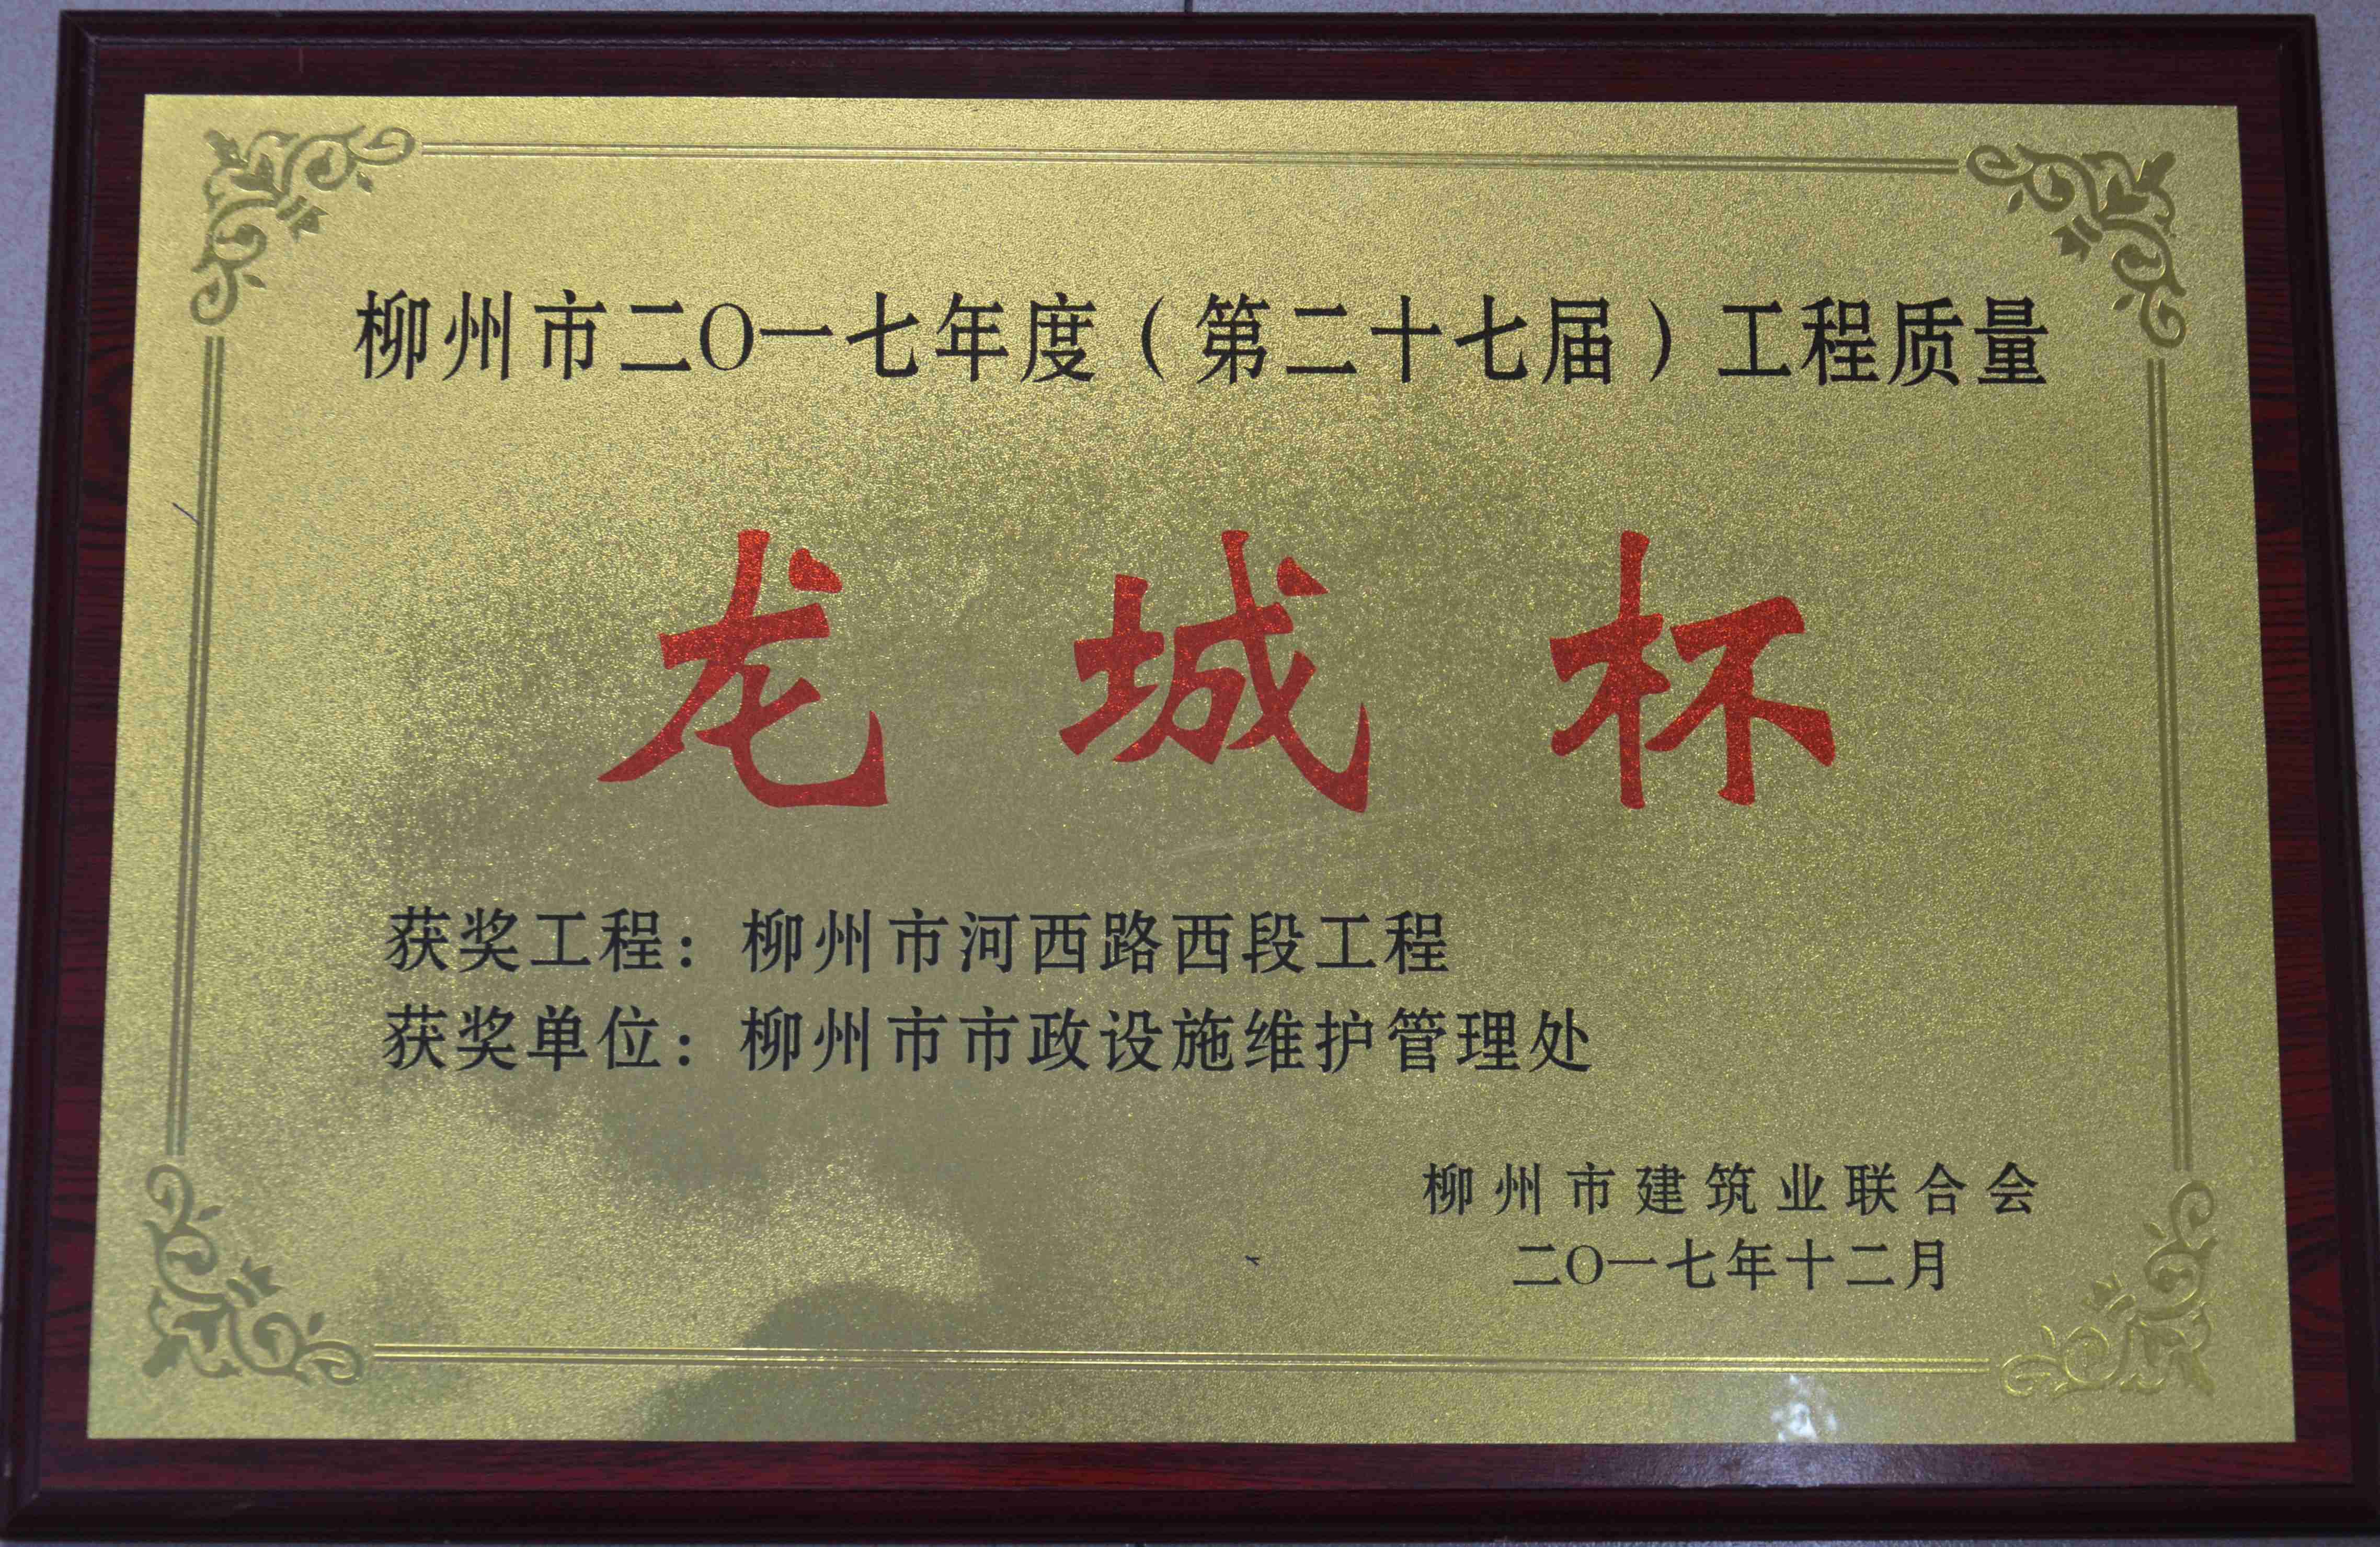 柳州市二〇一七年度（第二十七届）工程质量
龙城杯
获奖工程：柳州市河西路西段工程
获奖单位：柳州市市政设施维护管理处
柳州市建筑业联合会
二〇一七年十二月